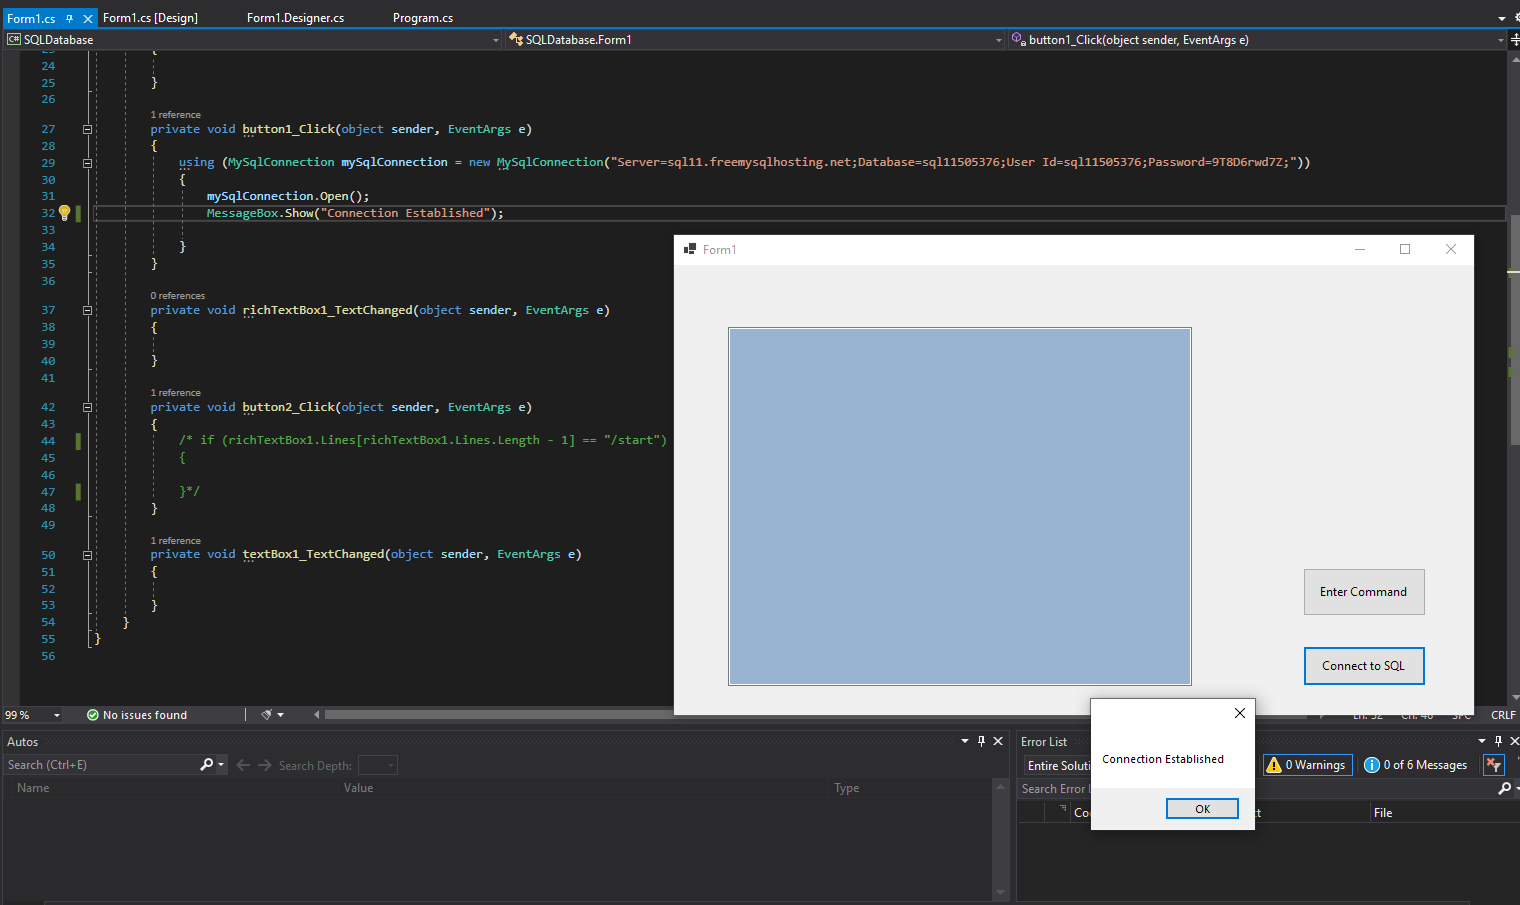 Form1.cs
Form1.cs [Design]
Form1.Designer.cs
Program.cs
C# SQLDatabase
SQLDatabase.Form1
button1_Click(object sender, EventArgs e)
24
25 }
26
1 reference
27 private void button1_Click(object sender, EventArgs e)
28 {
29 using (MySqlConnection mySqlConnection = new MySqlConnection("Server=sql11.freemysqlhosting.net;Database=sql11505376;User Id=sql11505376;Password=9T8D6rwd7Z;"))
30 {
31 mySqlConnection.Open();
32 MessageBox.Show("Connection Established");
33
34 }
35 }
36
0 references
37 private void richTextBox1_TextChanged(object sender, EventArgs e)
38 {
39
40 }
41
1 reference
42 private void button2_Click(object sender, EventArgs e)
43 {
44 /* if (richTextBox1.Lines[richTextBox1.Lines.Length - 1] == "/start")
45 {
46
47 }*/
48 }
49
1 reference
50 private void textBox1_TextChanged(object sender, EventArgs e)
51 {
52
53 }
54 }
55 }
56
Form1
Enter Command
Connect to SQL
99 %
No issues found
CRLF
Autos
Search (Ctrl+E)
Search Depth:
Name Value Type
Error List
Entire Soluti
0 Warnings
0 of 6 Messages
Search Error
File
Connection Established
OK